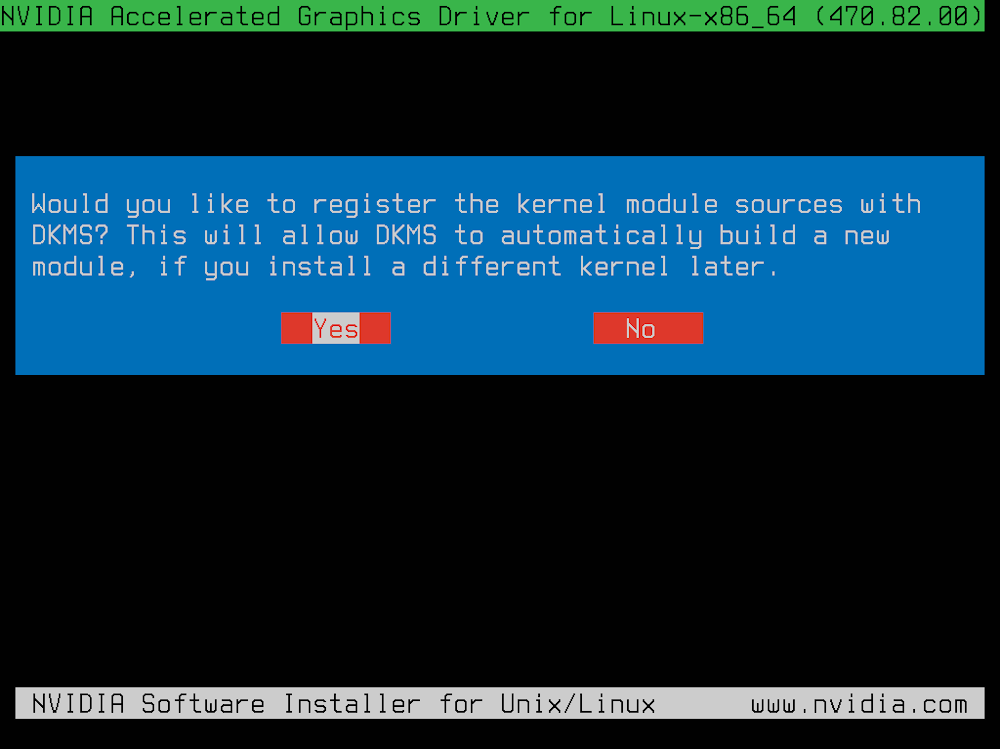 NVIDIA Accelerated Graphics Driver for Linux-x86_64 (470.82.00)
Would you like to register the kernel module sources with
DKMS? This will allow DKMS to automatically build a new
module, if you install a different kernel later.
Yes No
NVIDIA Software Installer for Unix/Linux www.nvidia.com